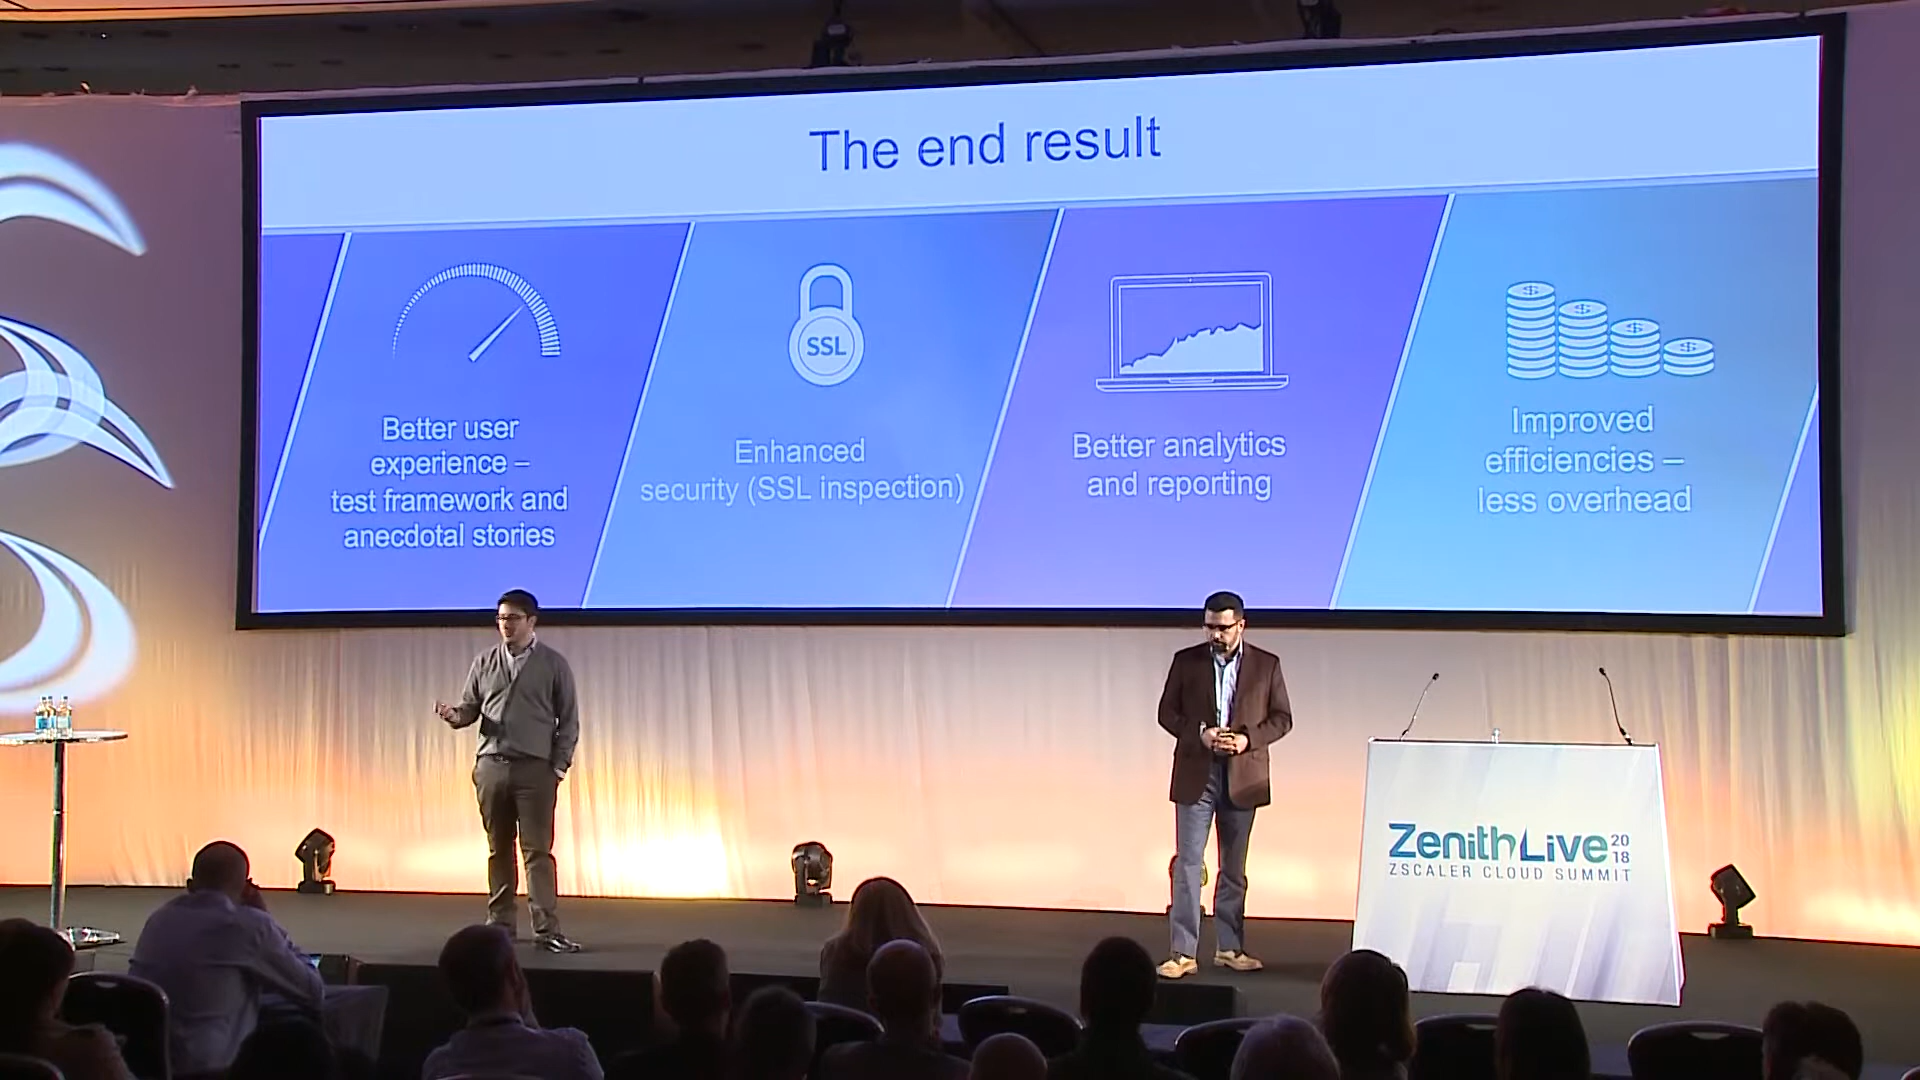 The end result
Better user
experience –
test framework and
anecdotal stories
SSL
Enhanced
security (SSL inspection)
Better analytics
and reporting
$ $ $ $
Improved
efficiencies –
less overhead
ZenithLive 20
18
ZSCALER CLOUD SUMMIT